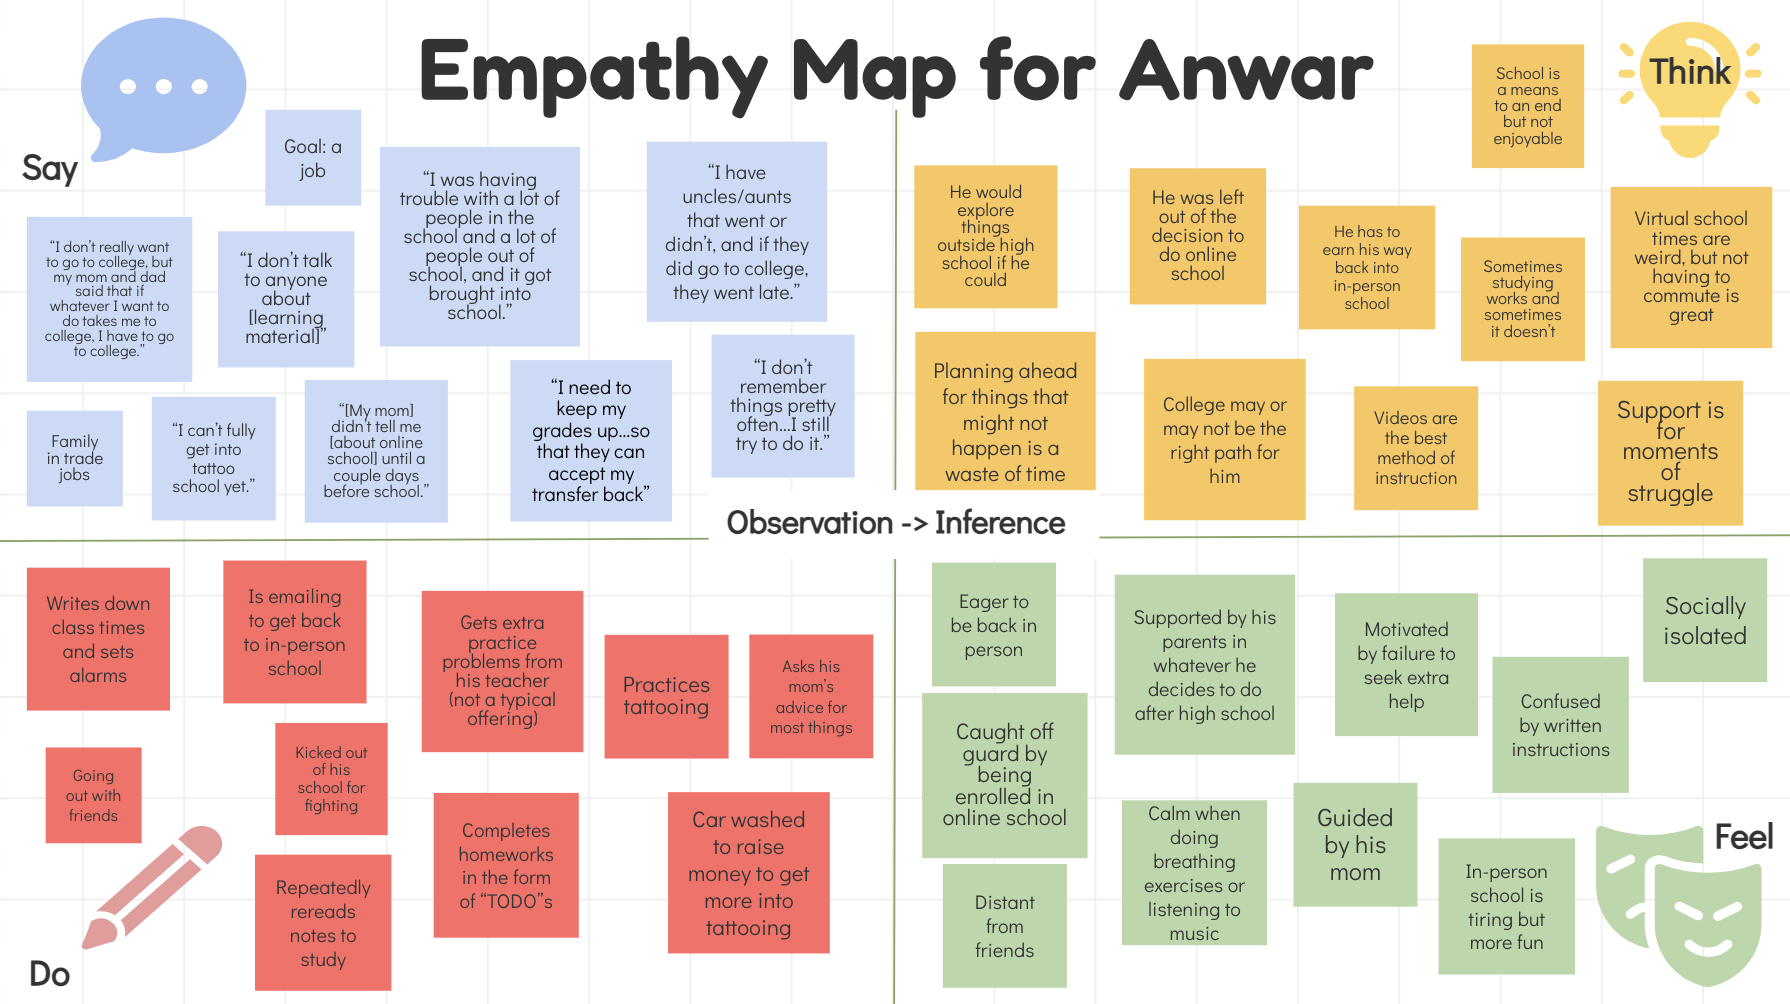 Empathy Map for Anwar
Say
Goal: a
job
“I was having
trouble with a lot of
people in the
school and a lot of
people out of
school, and it got
brought into
school.”
“I have
uncles/aunts
that went or
didn’t, and if they
did go to college,
they went late.”
“I don’t really want
to go to college, but
my mom and dad
said that if
whatever I want to
do takes me to
college, I have to go
to college.”
“I don’t talk
to anyone
about
[learning
material]”
Family
in trade
jobs
“I can’t fully
get into
tattoo
school yet.”
“[My mom]
didn’t tell me
[about online
school] until a
couple days
before school.”
“I need to
keep my
grades up...so
that they can
accept my
transfer back”
“I don’t
remember
things pretty
often...I still
try to do it.”
Think
School is
a means
to an end
but not
enjoyable
He would
explore
things
outside high
school if he
could
He was left
out of the
decision to
do online
school
He has to
earn his way
back into
in-person
school
Sometimes
studying
works and
sometimes
it doesn’t
Virtual school
times are
weird, but not
having to
commute is
great
Planning ahead
for things that
might not
happen is a
waste of time
College may or
may not be the
right path for
him
Videos are
the best
method of
instruction
Support is
for
moments
of
struggle
Observation -> Inference
Writes down
class times
and sets
alarms
Is emailing
to get back
to in-person
school
Gets extra
practice
problems from
his teacher
(not a typical
offering)
Practices
tattooing
Asks his
mom’s
advice for
most things
Going
out with
friends
Kicked out
of his
school for
fighting
Completes
homeworks
in the form
of “TODO”s
Car washed
to raise
money to get
more into
tattooing
Repeatedly
rereads
notes to
study
Do
Eager to
be back in
person
Supported by his
parents in
whatever he
decides to do
after high school
Motivated
by failure to
seek extra
help
Socially
isolated
Confused
by written
instructions
Caught off
guard by
being
enrolled in
online school
Calm when
doing
breathing
exercises or
listening to
music
Guided
by his
mom
In-person
school is
tiring but
more fun
Distant
from
friends
Feel